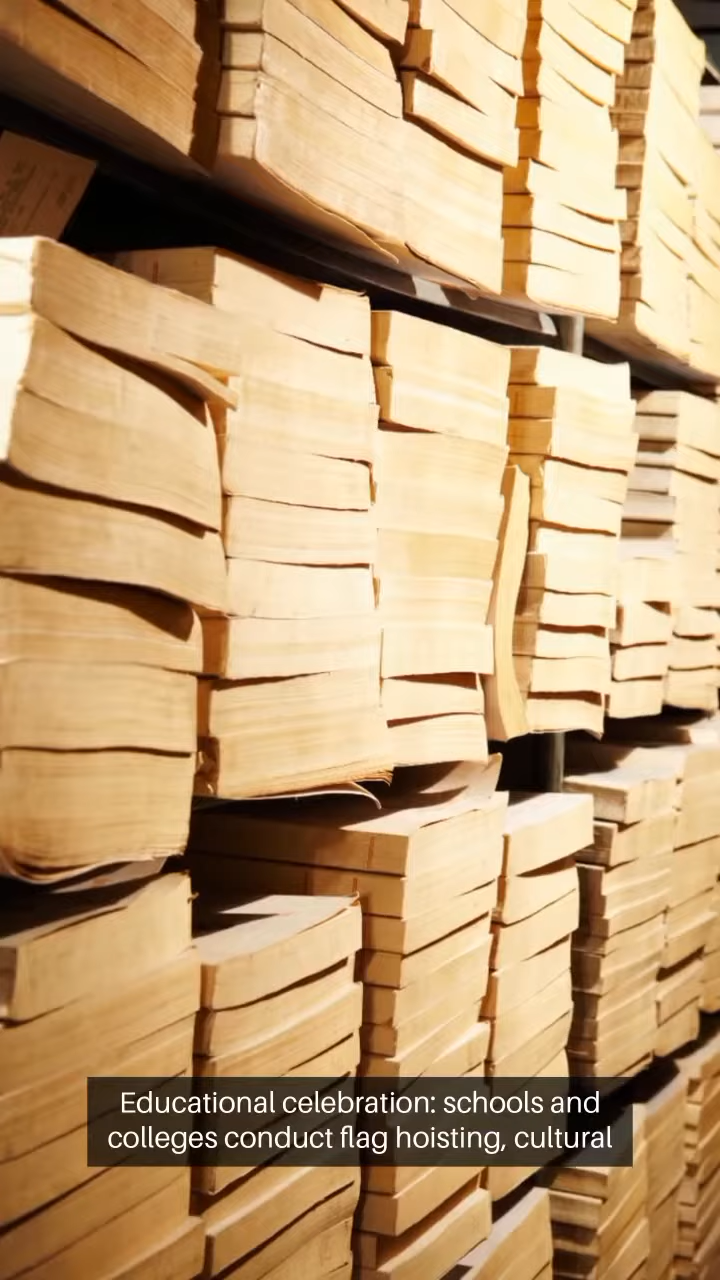 Educational celebration: schools and
colleges conduct flag hoisting, cultural